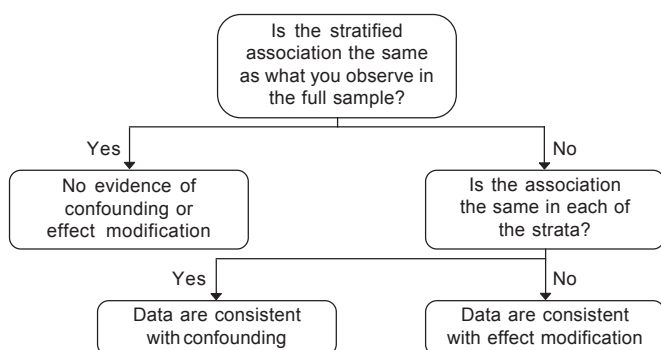 Is the stratified
association the same
as what you observe in
the full sample?
Yes
No
No evidence of
confounding or
effect modification
Is the association
the same in each of
the strata?
Yes
No
Data are consistent
with confounding
Data are consistent
with effect modification